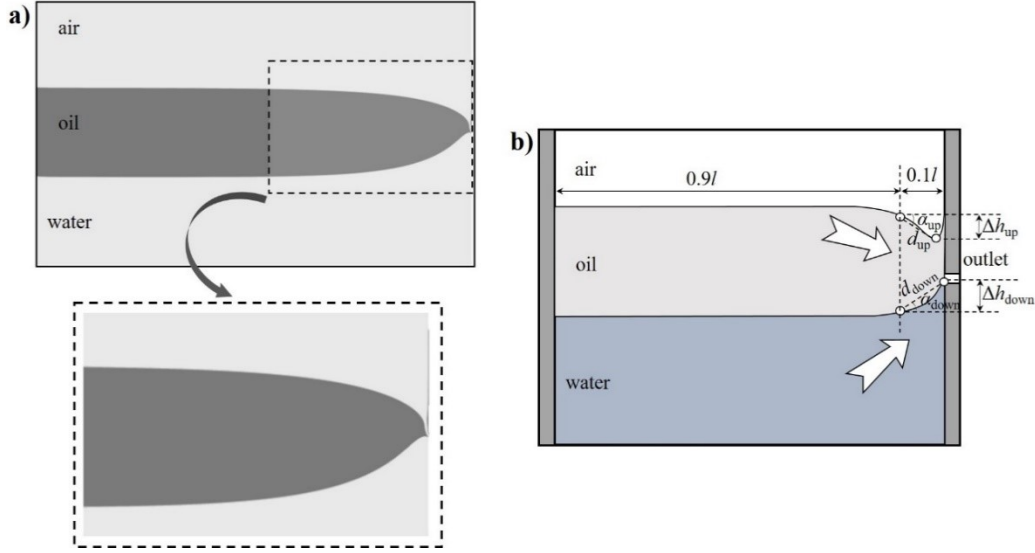 a)
air
oil
water
b)
air
0.9l
0.1l
α_up
d_up
Δh_up
oil
outlet
d_down
α_down
Δh_down
water